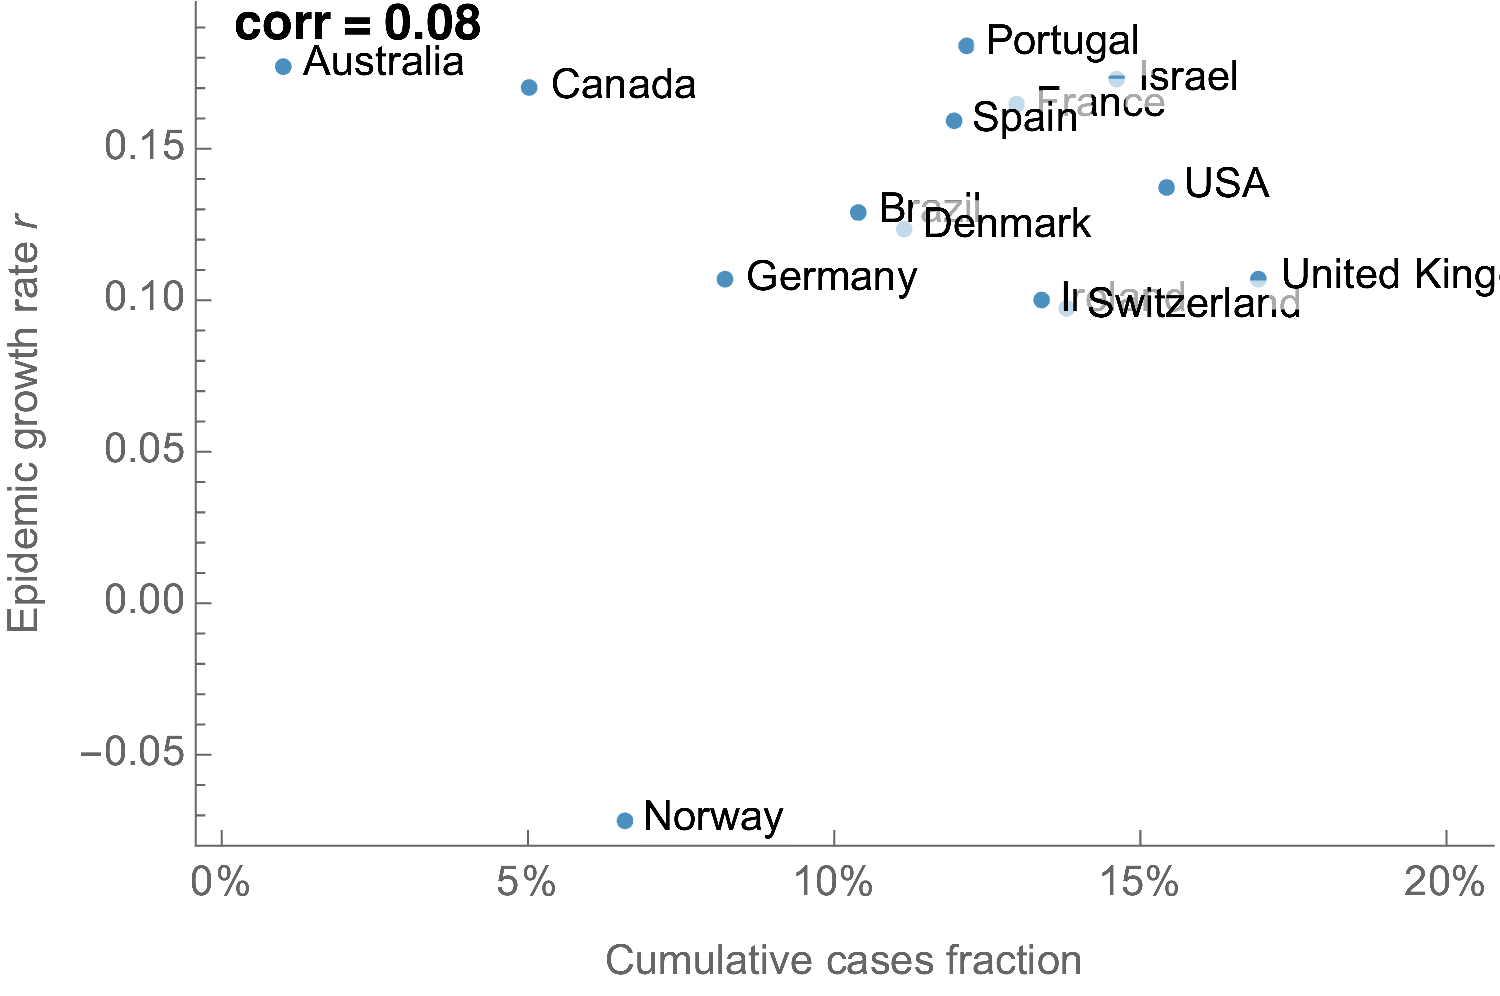 corr = 0.08
Australia
Canada
Portugal
Israel
France
Spain
USA
Brazil
Denmark
Germany
United King
Ireland
Switzerland
Norway
0.15
0.10
0.05
0.00
−0.05
Epidemic growth rate r
0%
5%
10%
15%
20%
Cumulative cases fraction